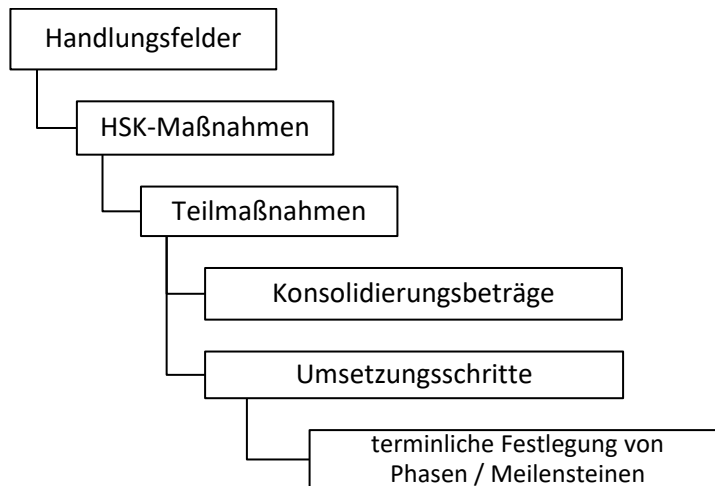 Handlungsfelder
HSK-Maßnahmen
Teilmaßnahmen
Konsolidierungsbeträge
Umsetzungsschritte
terminliche Festlegung von
Phasen / Meilensteinen